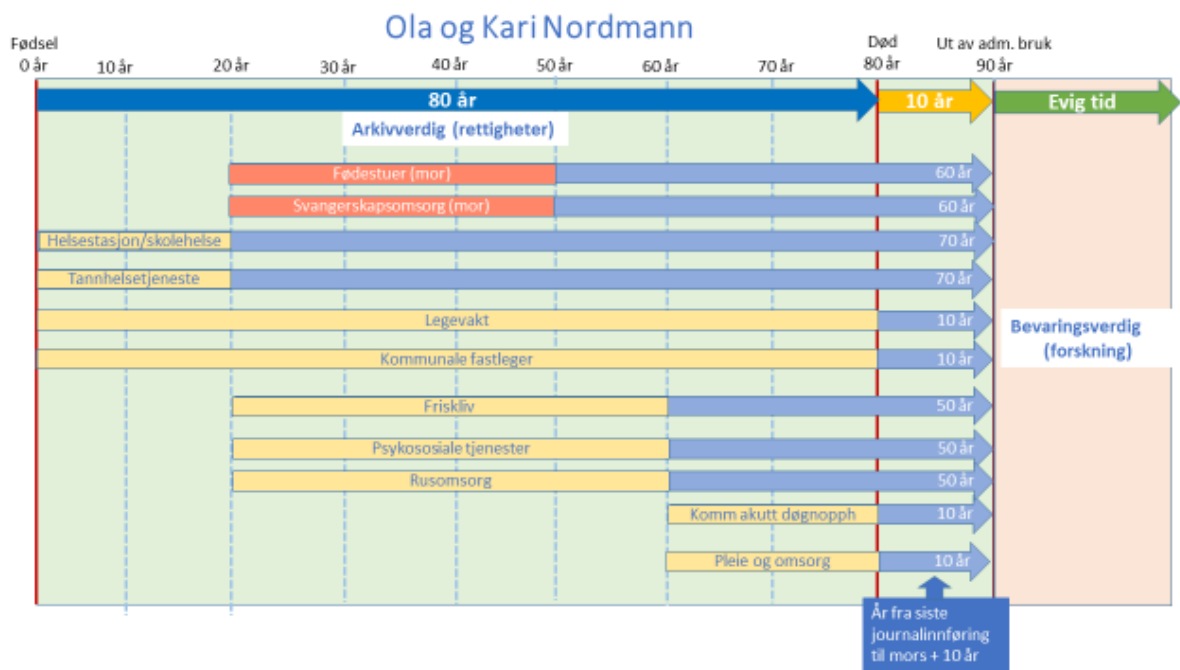 Ola og Kari Nordmann
Fødsel
Død
Ut av adm. bruk
0 år
10 år
20 år
30 år
40 år
50 år
60 år
70 år
80 år
90 år
80 år
10 år
Evig tid
Arkivverdig (rettigheter)
Fødestuer (mor)
60 år
Svangerskapsomsorg (mor)
60 år
Helsestasjon/skolehelse
70 år
Tannhelsetjeneste
70 år
Legevakt
10 år
Bevaringsverdig
(forskning)
Kommunale fastleger
10 år
Friskliv
50 år
Psykososiale tjenester
50 år
Rusomsorg
50 år
Komm akutt døgnopph
10 år
Pleie og omsorg
10 år
År fra siste
journalinnføring
til mors + 10 år